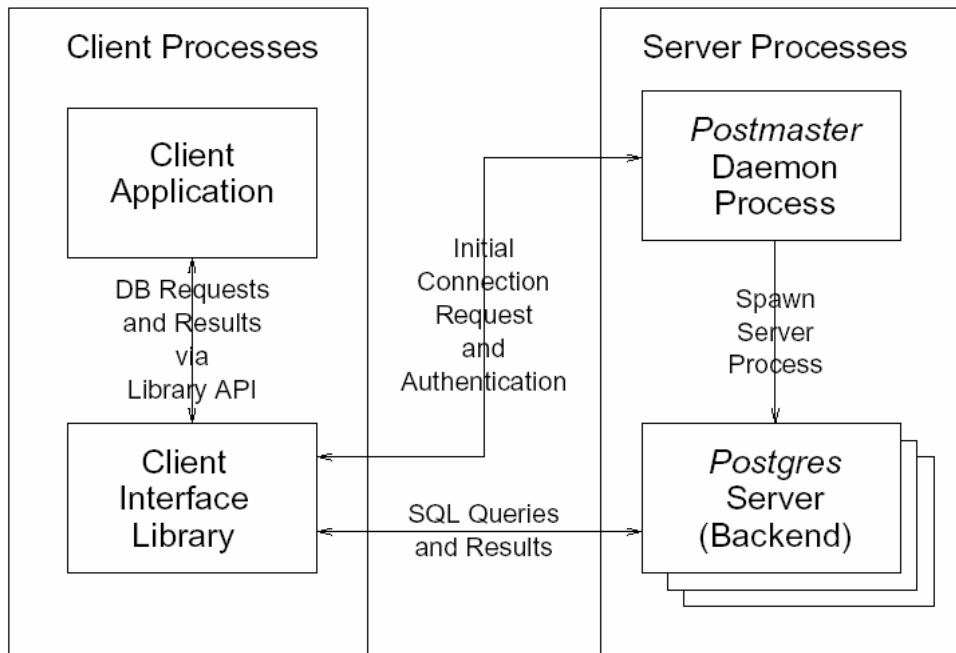 Client Processes
Client
Application
DB Requests
and Results
via
Library API
Client
Interface
Library
Initial
Connection
Request
and
Authentication
SQL Queries
and Results
Server Processes
Postmaster
Daemon
Process
Spawn
Server
Process
Postgres
Server
(Backend)